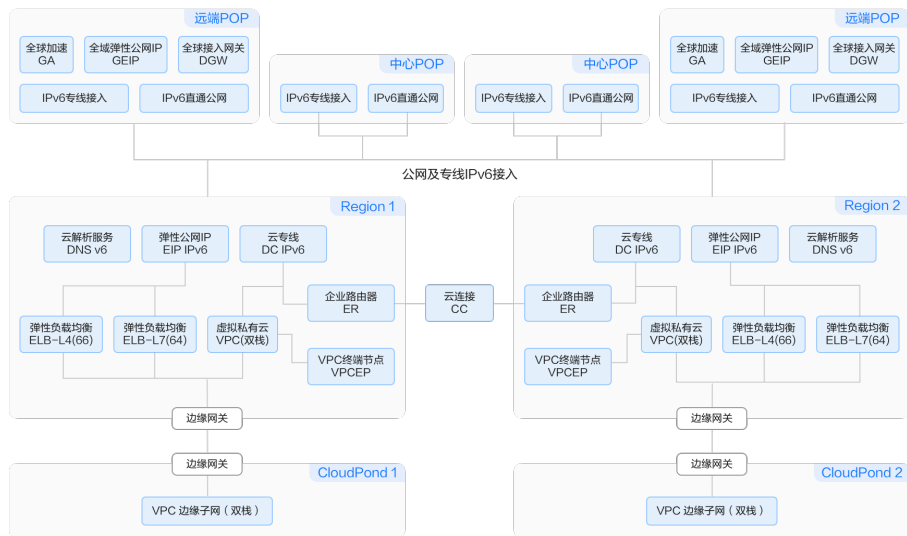 远端POP
全球加速
GA
全域弹性公网IP
GEIP
全球接入网关
DGW
IPv6专线接入
IPv6直通公网
中心POP
IPv6专线接入
IPv6直通公网
中心POP
IPv6专线接入
IPv6直通公网
远端POP
全球加速
GA
全域弹性公网IP
GEIP
全球接入网关
DGW
IPv6专线接入
IPv6直通公网
公网及专线IPv6接入
Region 1
云解析服务
DNS v6
弹性公网IP
EIP IPv6
云专线
DC IPv6
企业路由器
ER
弹性负载均衡
ELB-L4(66)
弹性负载均衡
ELB-L7(64)
虚拟私有云
VPC(双栈)
VPC终端节点
VPCEP
云连接
CC
Region 2
云专线
DC IPv6
弹性公网IP
EIP IPv6
云解析服务
DNS v6
企业路由器
ER
虚拟私有云
VPC(双栈)
弹性负载均衡
ELB-L4(66)
弹性负载均衡
ELB-L7(64)
VPC终端节点
VPCEP
边缘网关
边缘网关
边缘网关
边缘网关
CloudPond 1
VPC 边缘子网（双栈）
CloudPond 2
VPC 边缘子网（双栈）